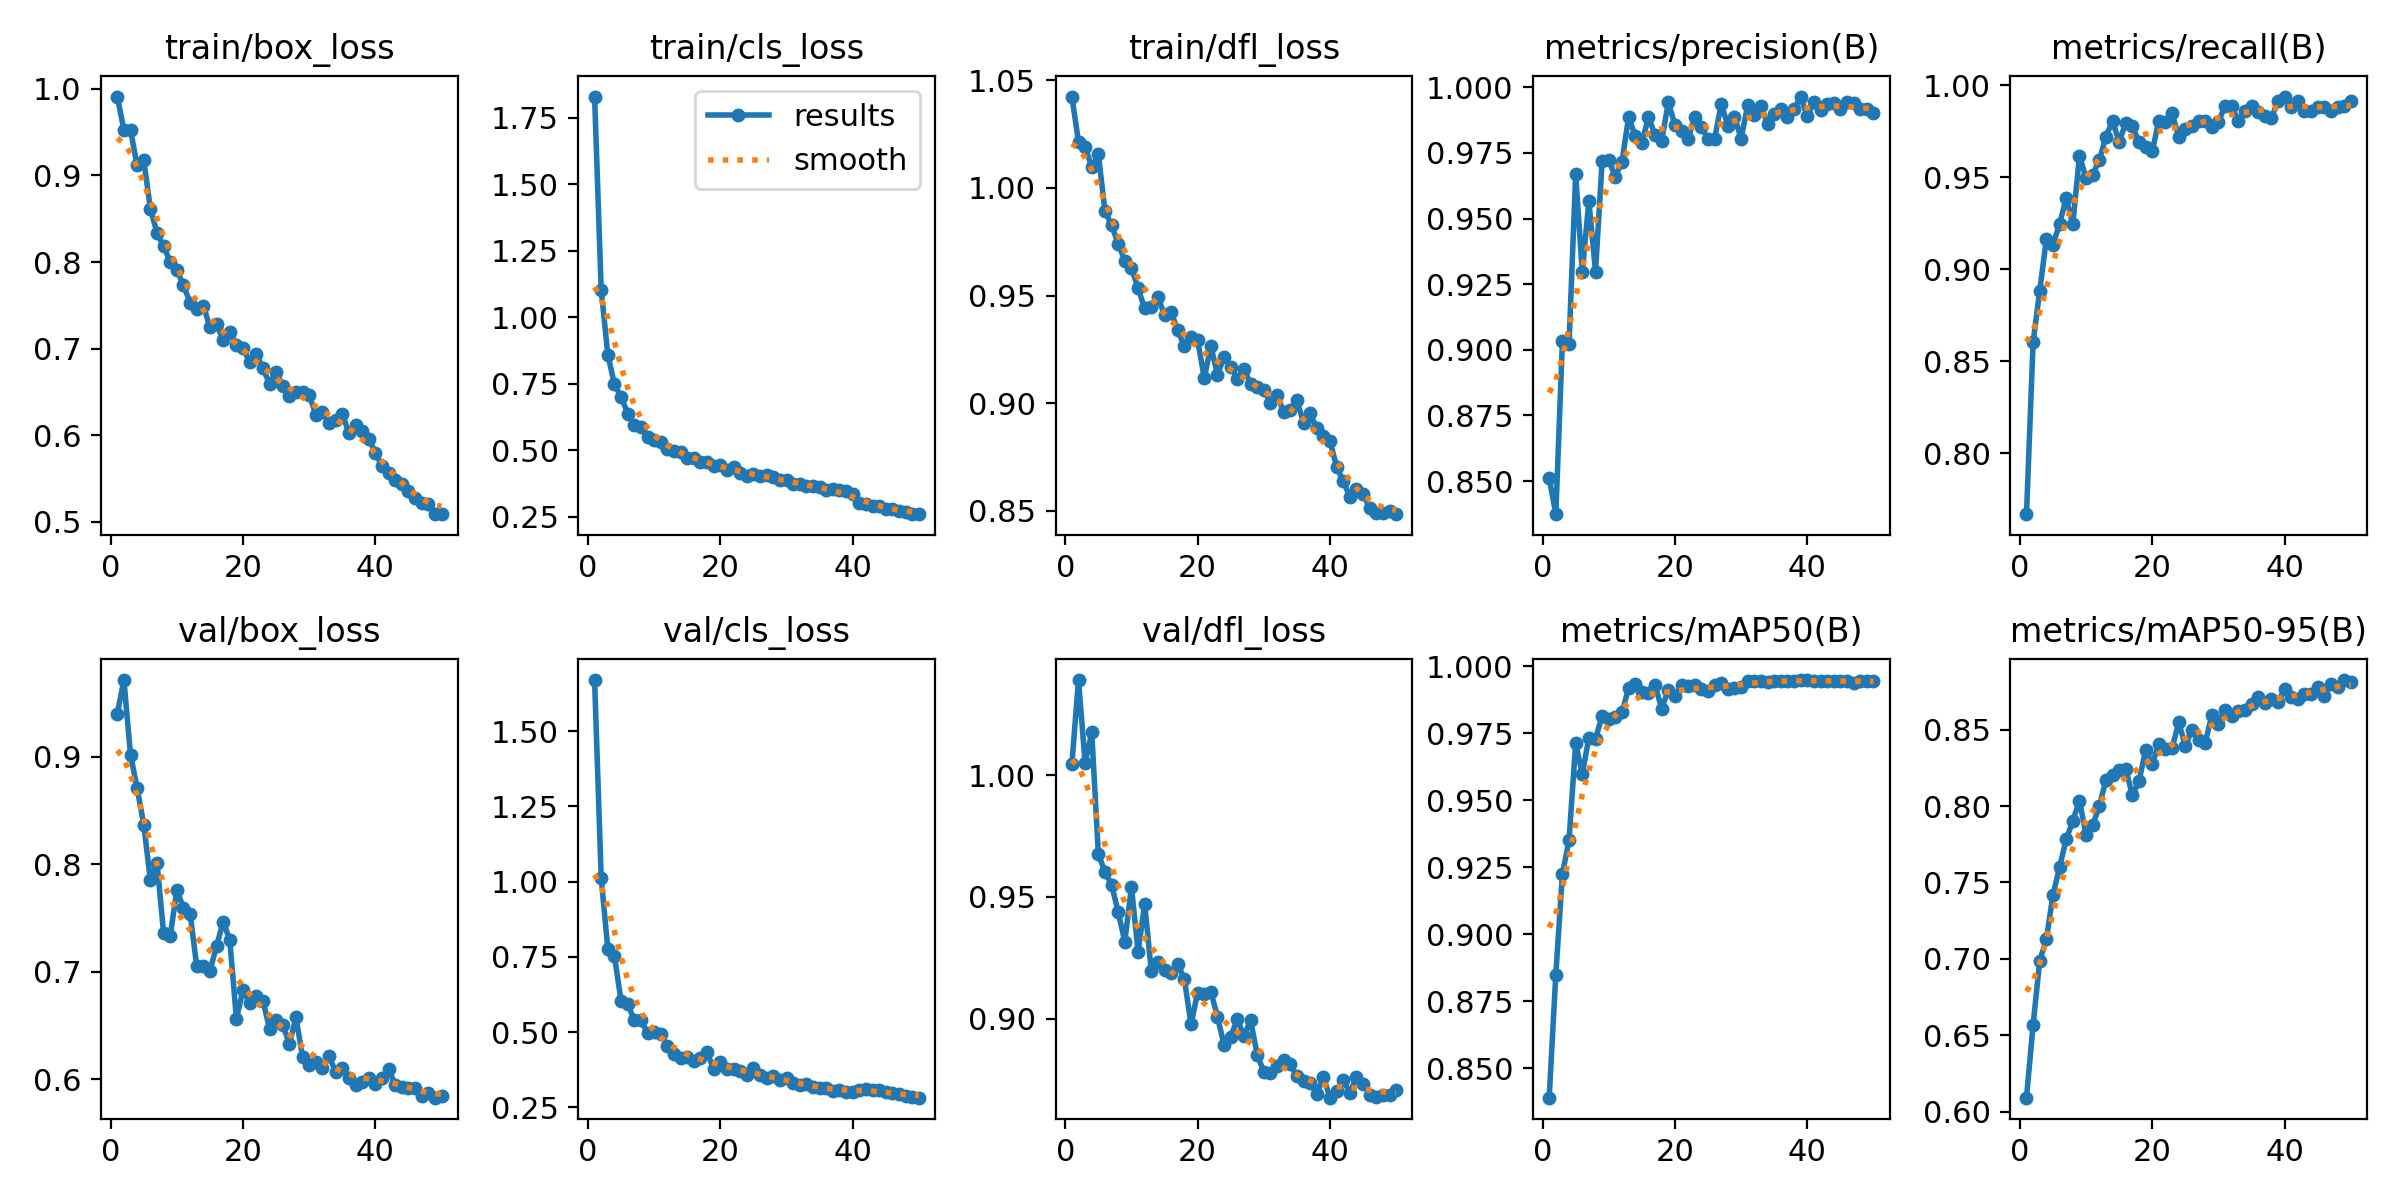 train/box_loss
1.0
0.9
0.8
0.7
0.6
0.5
0 20 40
train/cls_loss
results
smooth
1.75
1.50
1.25
1.00
0.75
0.50
0.25
0 20 40
train/dfl_loss
1.05
1.00
0.95
0.90
0.85
0 20 40
metrics/precision(B)
1.000
0.975
0.950
0.925
0.900
0.875
0.850
0 20 40
metrics/recall(B)
1.00
0.95
0.90
0.85
0.80
0 20 40
val/box_loss
0.9
0.8
0.7
0.6
0 20 40
val/cls_loss
1.50
1.25
1.00
0.75
0.50
0.25
0 20 40
val/dfl_loss
1.00
0.95
0.90
0 20 40
metrics/mAP50(B)
1.000
0.975
0.950
0.925
0.900
0.875
0.850
0 20 40
metrics/mAP50-95(B)
0.85
0.80
0.75
0.70
0.65
0.60
0 20 40